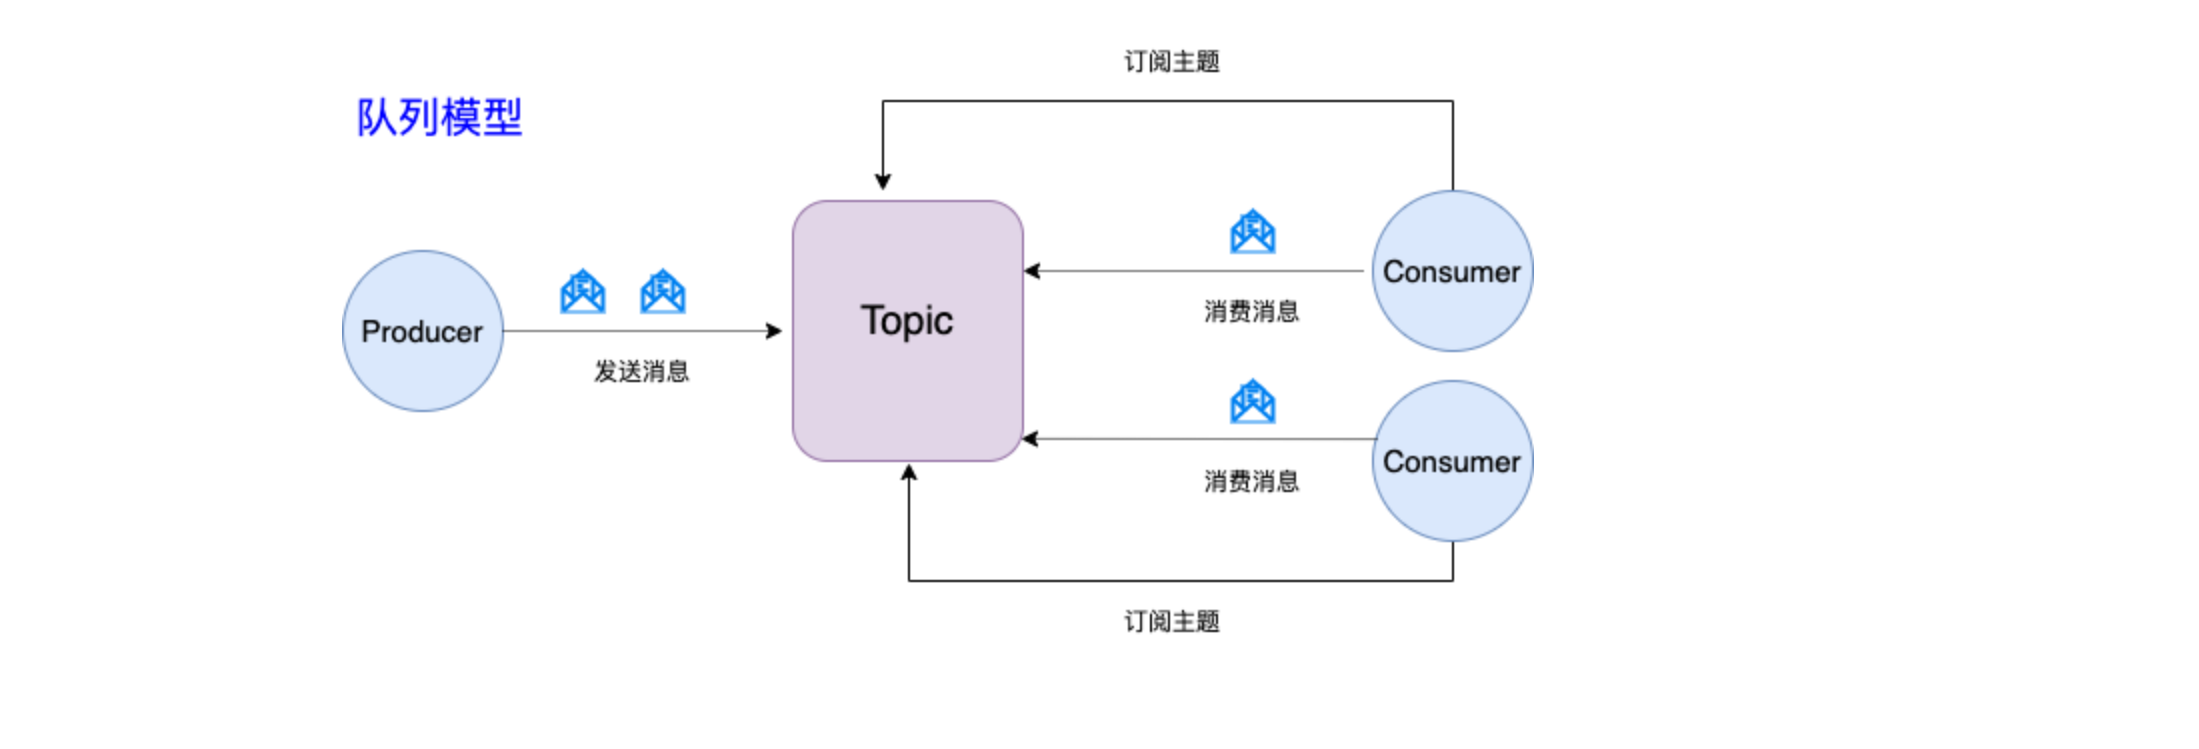 订阅主题
队列模型
Producer
发送消息
Topic
消费消息
Consumer
消费消息
Consumer
订阅主题